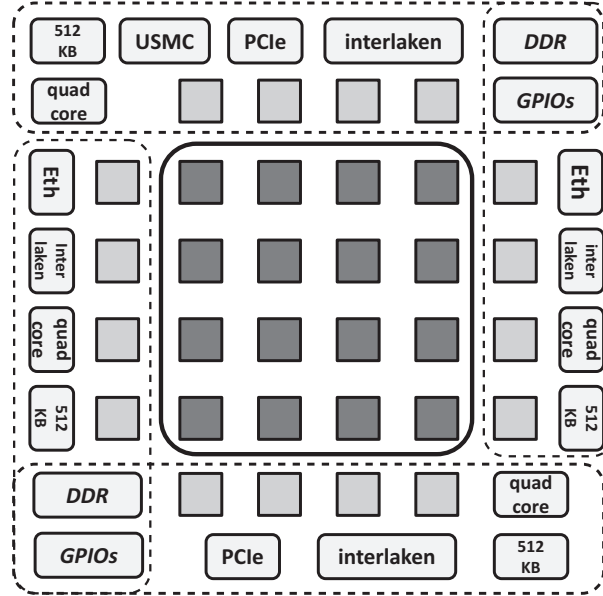 512
KB
USMC
PCIe
interlaken
DDR
quad
core
GPIOs
Eth
Eth
Inter
laken
inter
laken
quad
core
quad
core
512
KB
512
KB
DDR
quad
core
GPIOs
PCIe
interlaken
512
KB